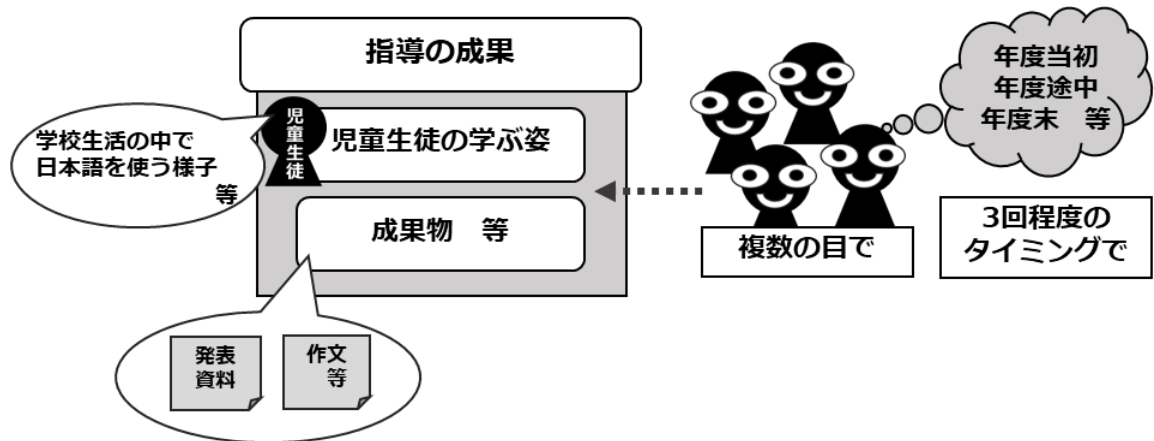 指導の成果
学校生活の中で
日本語を使う様子
等
児童生徒
児童生徒の学ぶ姿
成果物　等
発表
資料
作文
等
複数の目で
年度当初
年度途中
年度末　等
3回程度の
タイミングで